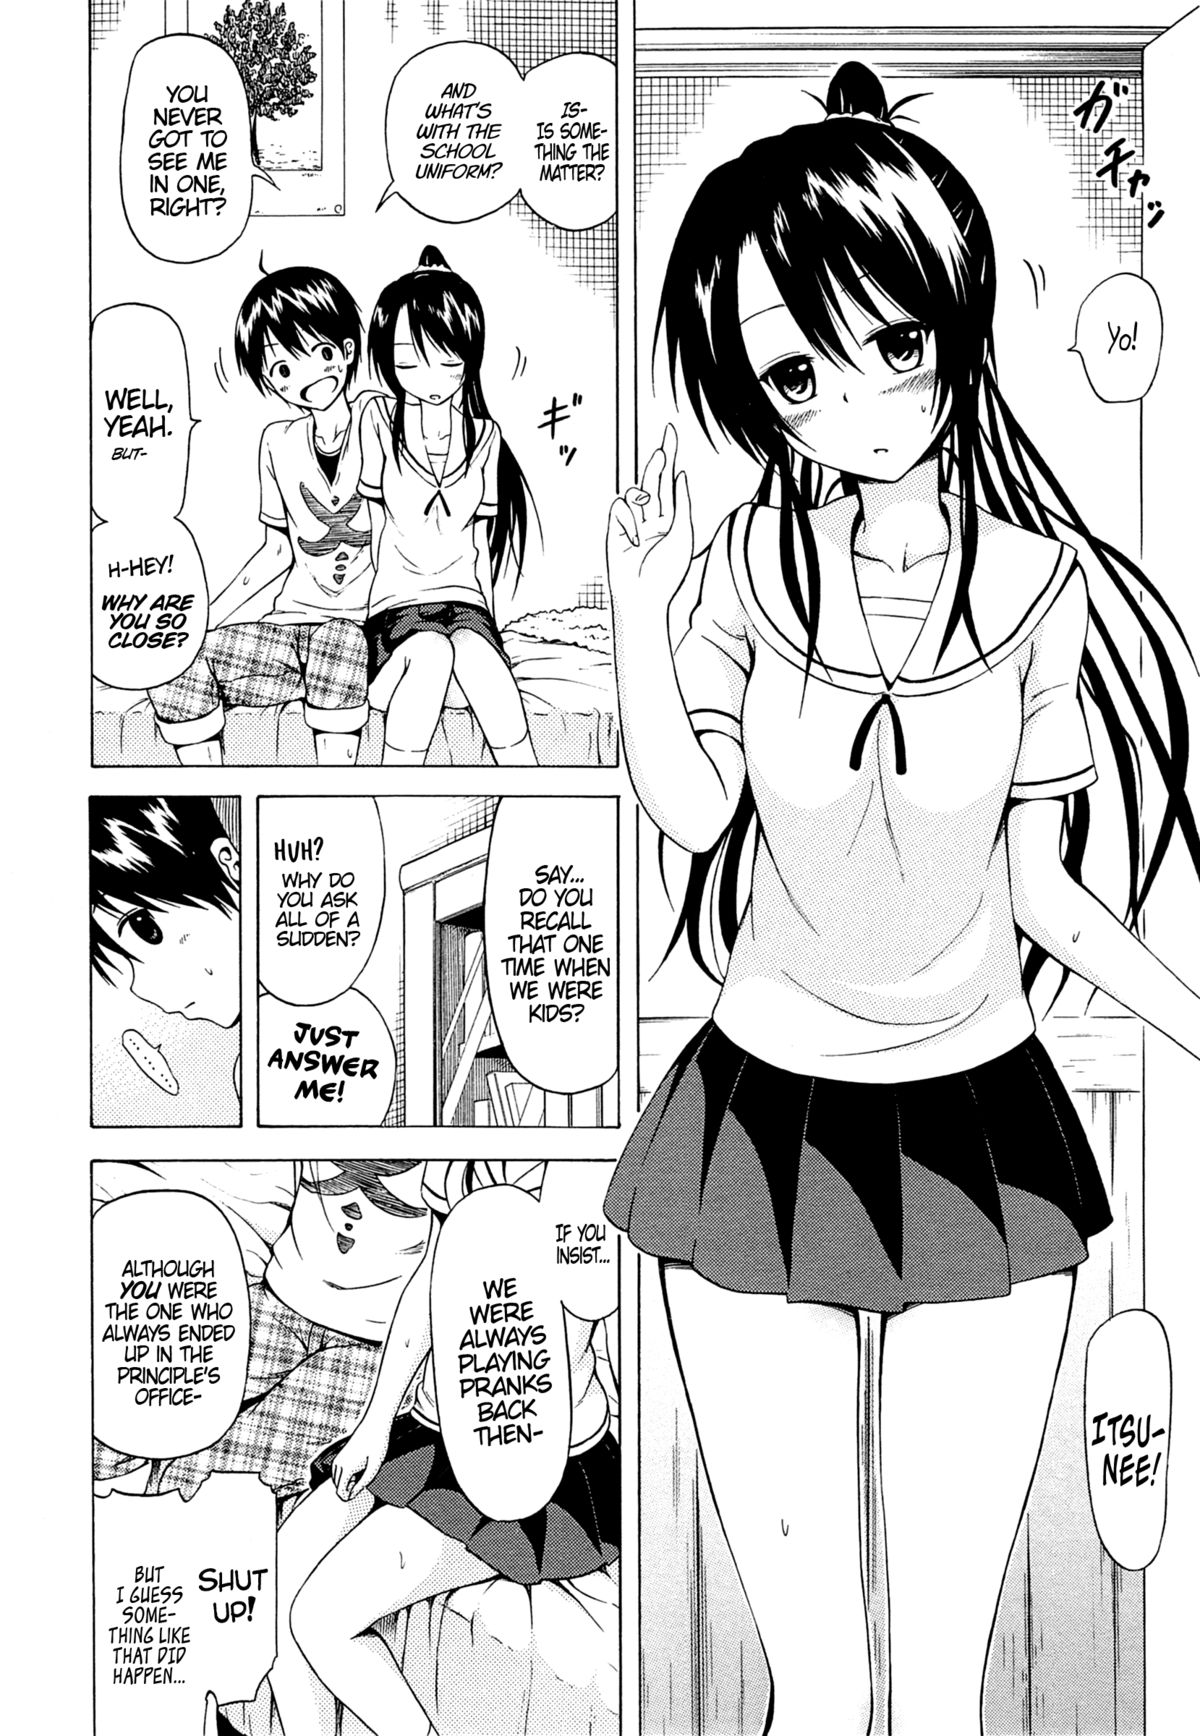 ガチャッ
YO!
ITSU-
NEE!
IS-
IS SOME-
THING THE
MATTER?
AND
WHAT'S
WITH THE
SCHOOL
UNIFORM?
YOU
NEVER
GOT TO
SEE ME
IN ONE,
RIGHT?
ギッ
WELL,
YEAH.
BUT-
H-HEY!
WHY ARE
YOU SO
CLOSE?
SAY...
DO YOU
RECALL
THAT ONE
TIME WHEN
WE WERE
KIDS?
HUH?
WHY DO
YOU ASK
ALL OF A
SUDDEN?
JUST
ANSWER
ME!
......
IF YOU
INSIST...
WE
WERE
ALWAYS
PLAYING
PRANKS
BACK
THEN-
ALTHOUGH
YOU WERE
THE ONE WHO
ALWAYS ENDED
UP IN THE
PRINCIPLE'S
OFFICE-
SHUT
UP!
BUT
I GUESS
SOME-
THING LIKE
THAT DID
HAPPEN...